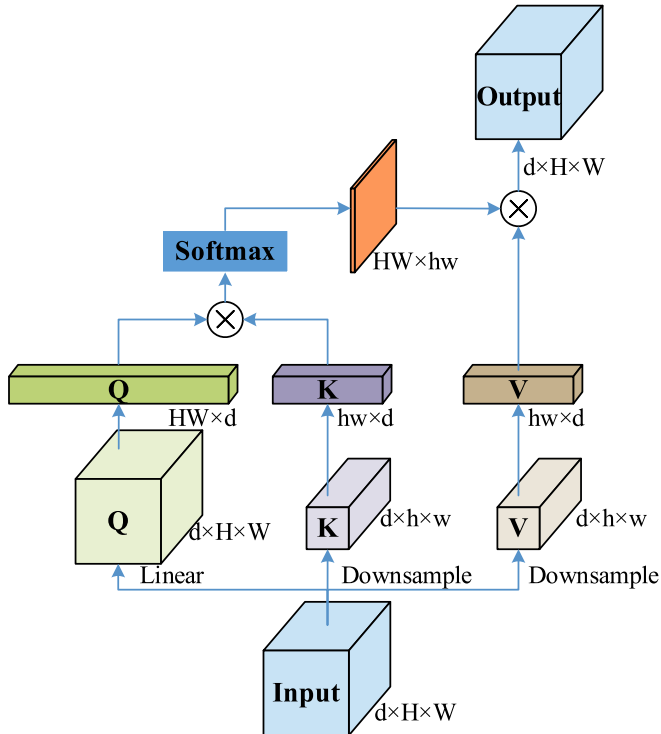 Output
d×H×W
Softmax
HW×hw
Q
K
V
HW×d
hw×d
hw×d
Q
d×H×W
K
d×h×w
V
d×h×w
Linear
Downsample
Downsample
Input
d×H×W